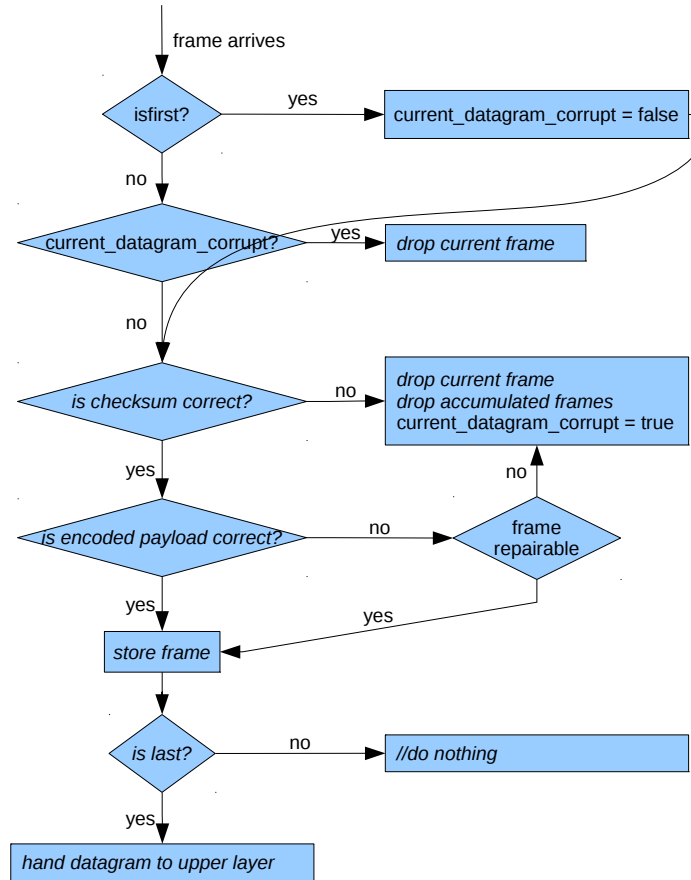 frame arrives
isfirst?
yes
current_datagram_corrupt = false
no
current_datagram_corrupt?
yes
drop current frame
no
is checksum correct?
no
drop current frame
drop accumulated frames
current_datagram_corrupt = true
yes
no
is encoded payload correct?
no
frame
repairable
yes
yes
store frame
is last?
no
//do nothing
yes
hand datagram to upper layer